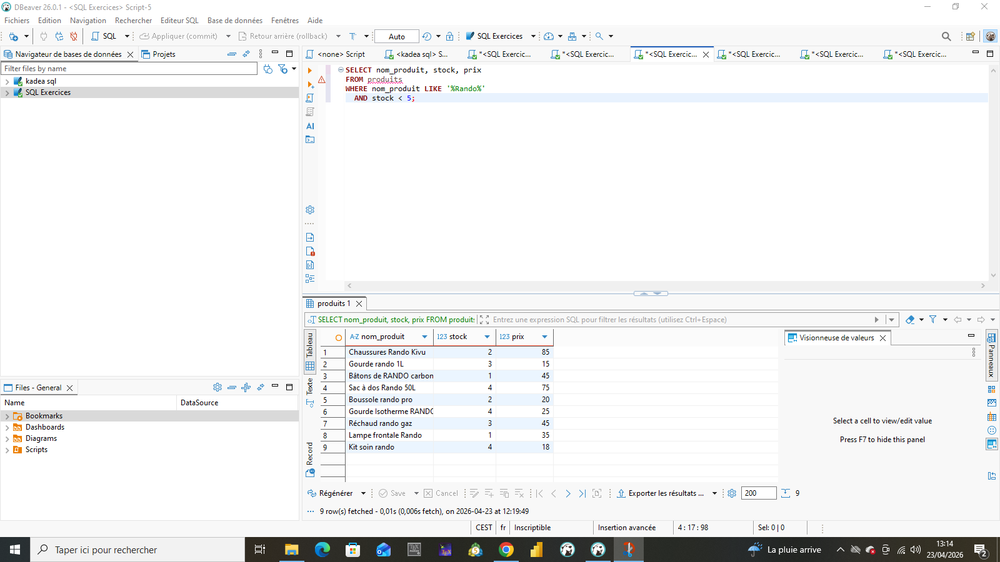 DBeaver 26.0.1 - <SQL Exercices> Script-5
Fichiers Edition Navigation Rechercher Editeur SQL Base de données Fenêtres Aide
SQL Appliquer (commit) Retour arrière (rollback) Auto SQL Exercices
Navigateur de bases de données Projets
Filter files by name
kadea sql
SQL Exercices
<none> Script <kadea sql> S... *<SQL Exercic... *<SQL Exercic... *<SQL Exercic... *<SQL Exercic... *<SQL Exercic... *<SQL Exercic...
SELECT nom_produit, stock, prix
FROM produits
WHERE nom_produit LIKE '%Rando%'
AND stock < 5;
AI
produits 1
SELECT nom_produit, stock, prix FROM produits Entrez une expression SQL pour filtrer les résultats (utilisez Ctrl+Espace)
Tableau
Texte
Record
A-Z nom_produit 123 stock 123 prix
1 Chaussures Rando Kivu 2 85
2 Gourde rando 1L 3 15
3 Bâtons de RANDO carbon 1 45
4 Sac à dos Rando 50L 4 75
5 Boussole rando pro 2 20
6 Gourde Isotherme RANDO 4 25
7 Réchaud rando gaz 3 45
8 Lampe frontale Rando 1 35
9 Kit soin rando 4 18
Visionneuse de valeurs
Select a cell to view/edit value
Press F7 to hide this panel
Panneaux
Régénérer Save Cancel Exporter les résultats ... 200 9
9 row(s) fetched - 0,01s (0,006s fetch), on 2026-04-23 at 12:19:49
Files - General
Name DataSource
Bookmarks
Dashboards
Diagrams
Scripts
CEST fr Inscriptible Insertion avancée 4 : 17 : 98 Sel: 0 | 0
Taper ici pour rechercher
La pluie arrive
13:14
23/04/2026
2